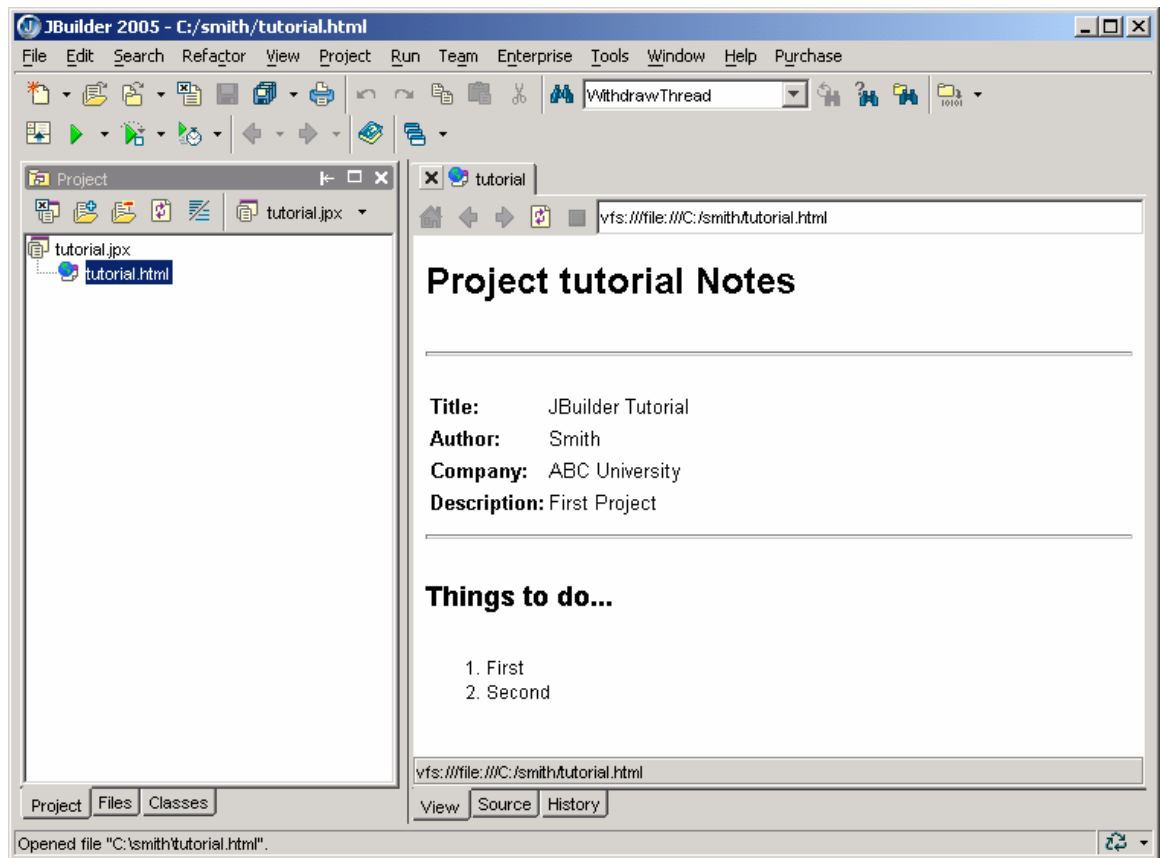 JBuilder 2005 - C:/smith/tutorial.html
File Edit Search Refactor View Project Run Team Enterprise Tools Window Help Purchase
WithdrawThread
Project
tutorial
tutorial.jpx
vfs:///file:///C:/smith/tutorial.html
tutorial.jpx
tutorial.html
Project tutorial Notes
Title: JBuilder Tutorial
Author: Smith
Company: ABC University
Description: First Project
Things to do...
1. First
2. Second
vfs:///file:///C:/smith/tutorial.html
Project Files Classes
View Source History
Opened file "C:\smith\tutorial.html".